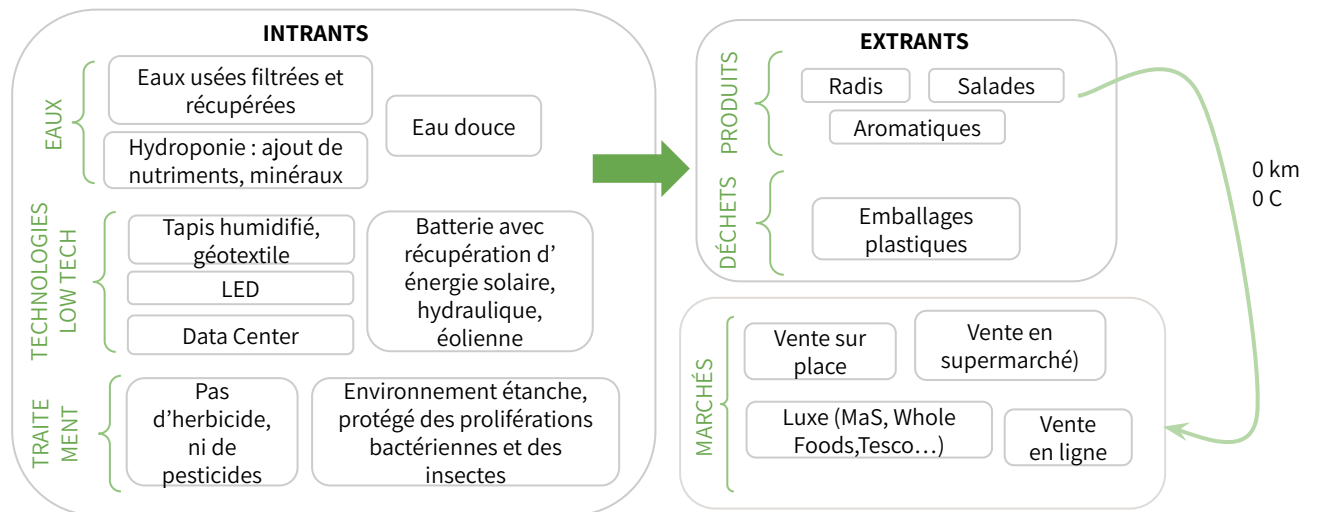 INTRANTS
EAUX
Eaux usées filtrées et
récupérées
Eau douce
Hydroponie : ajout de
nutriments, minéraux
TECHNOLOGIES
LOW TECH
Tapis humidifié,
géotextile
LED
Data Center
Batterie avec
récupération d’
énergie solaire,
hydraulique,
éolienne
TRAITE
MENT
Pas
d’herbicide,
ni de
pesticides
Environnement étanche,
protégé des proliférations
bactériennes et des
insectes
EXTRANTS
PRODUITS
Radis
Salades
Aromatiques
DÉCHETS
Emballages
plastiques
0 km
0 C
MARCHÉS
Vente sur
place
Vente en
supermarché)
Luxe (MaS, Whole
Foods,Tesco…)
Vente
en ligne